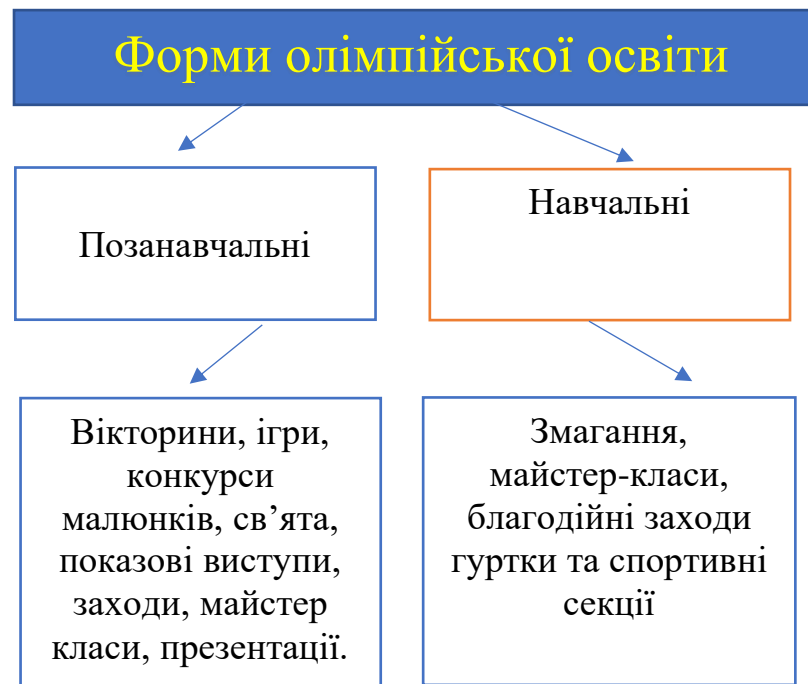 Форми олімпійської освіти
Позанавчальні
Навчальні
Вікторини, ігри,
конкурси
малюнків, св’ята,
показові виступи,
заходи, майстер
класи, презентації.
Змагання,
майстер-класи,
благодійні заходи
гуртки та спортивні
секції